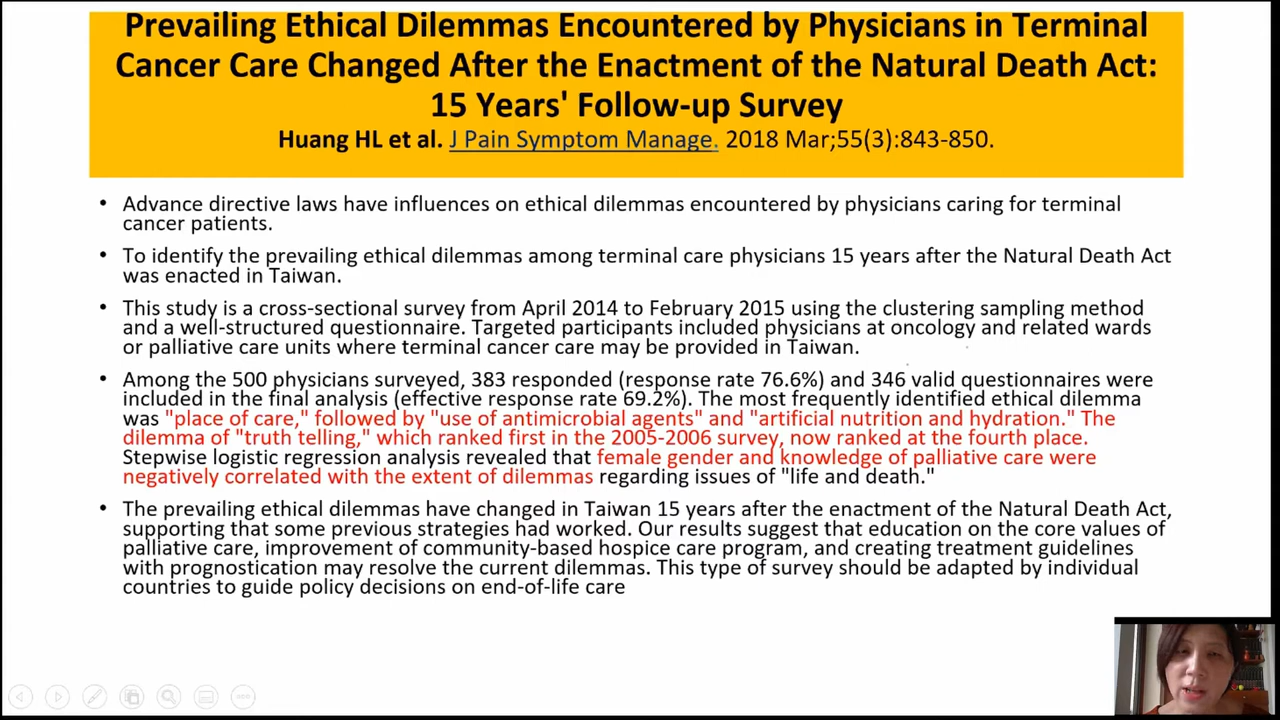 Prevailing Ethical Dilemmas Encountered by Physicians in Terminal
Cancer Care Changed After the Enactment of the Natural Death Act:
15 Years' Follow-up Survey
Huang HL et al. J Pain Symptom Manage. 2018 Mar;55(3):843-850.
• Advance directive laws have influences on ethical dilemmas encountered by physicians caring for terminal
cancer patients.
• To identify the prevailing ethical dilemmas among terminal care physicians 15 years after the Natural Death Act
was enacted in Taiwan.
• This study is a cross-sectional survey from April 2014 to February 2015 using the clustering sampling method
and a well-structured questionnaire. Targeted participants included physicians at oncology and related wards
or palliative care units where terminal cancer care may be provided in Taiwan.
• Among the 500 physicians surveyed, 383 responded (response rate 76.6%) and 346 valid questionnaires were
included in the final analysis (effective response rate 69.2%). The most frequently identified ethical dilemma
was "place of care," followed by "use of antimicrobial agents" and "artificial nutrition and hydration." The
dilemma of "truth telling," which ranked first in the 2005-2006 survey, now ranked at the fourth place.
Stepwise logistic regression analysis revealed that female gender and knowledge of palliative care were
negatively correlated with the extent of dilemmas regarding issues of "life and death."
• The prevailing ethical dilemmas have changed in Taiwan 15 years after the enactment of the Natural Death Act,
supporting that some previous strategies had worked. Our results suggest that education on the core values of
palliative care, improvement of community-based hospice care program, and creating treatment guidelines
with prognostication may resolve the current dilemmas. This type of survey should be adapted by individual
countries to guide policy decisions on end-of-life care